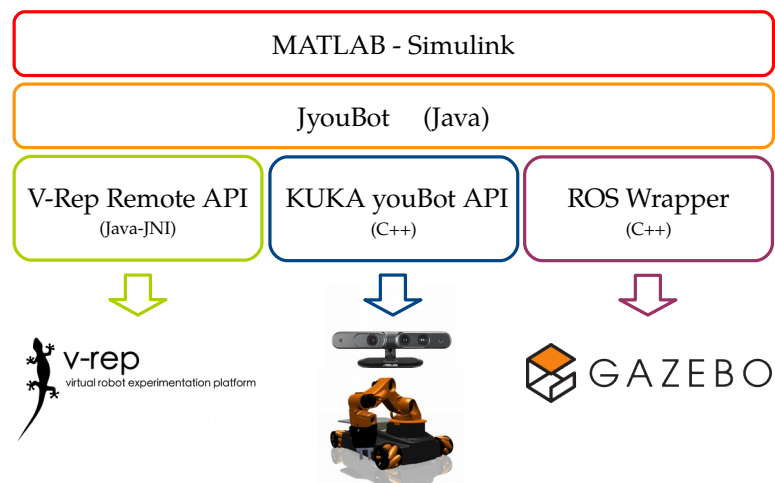 MATLAB - Simulink
JyouBot (Java)
V-Rep Remote API
(Java-JNI)
KUKA youBot API
(C++)
ROS Wrapper
(C++)
v-rep
virtual robot experimentation platform
ASUS
GAZEBO